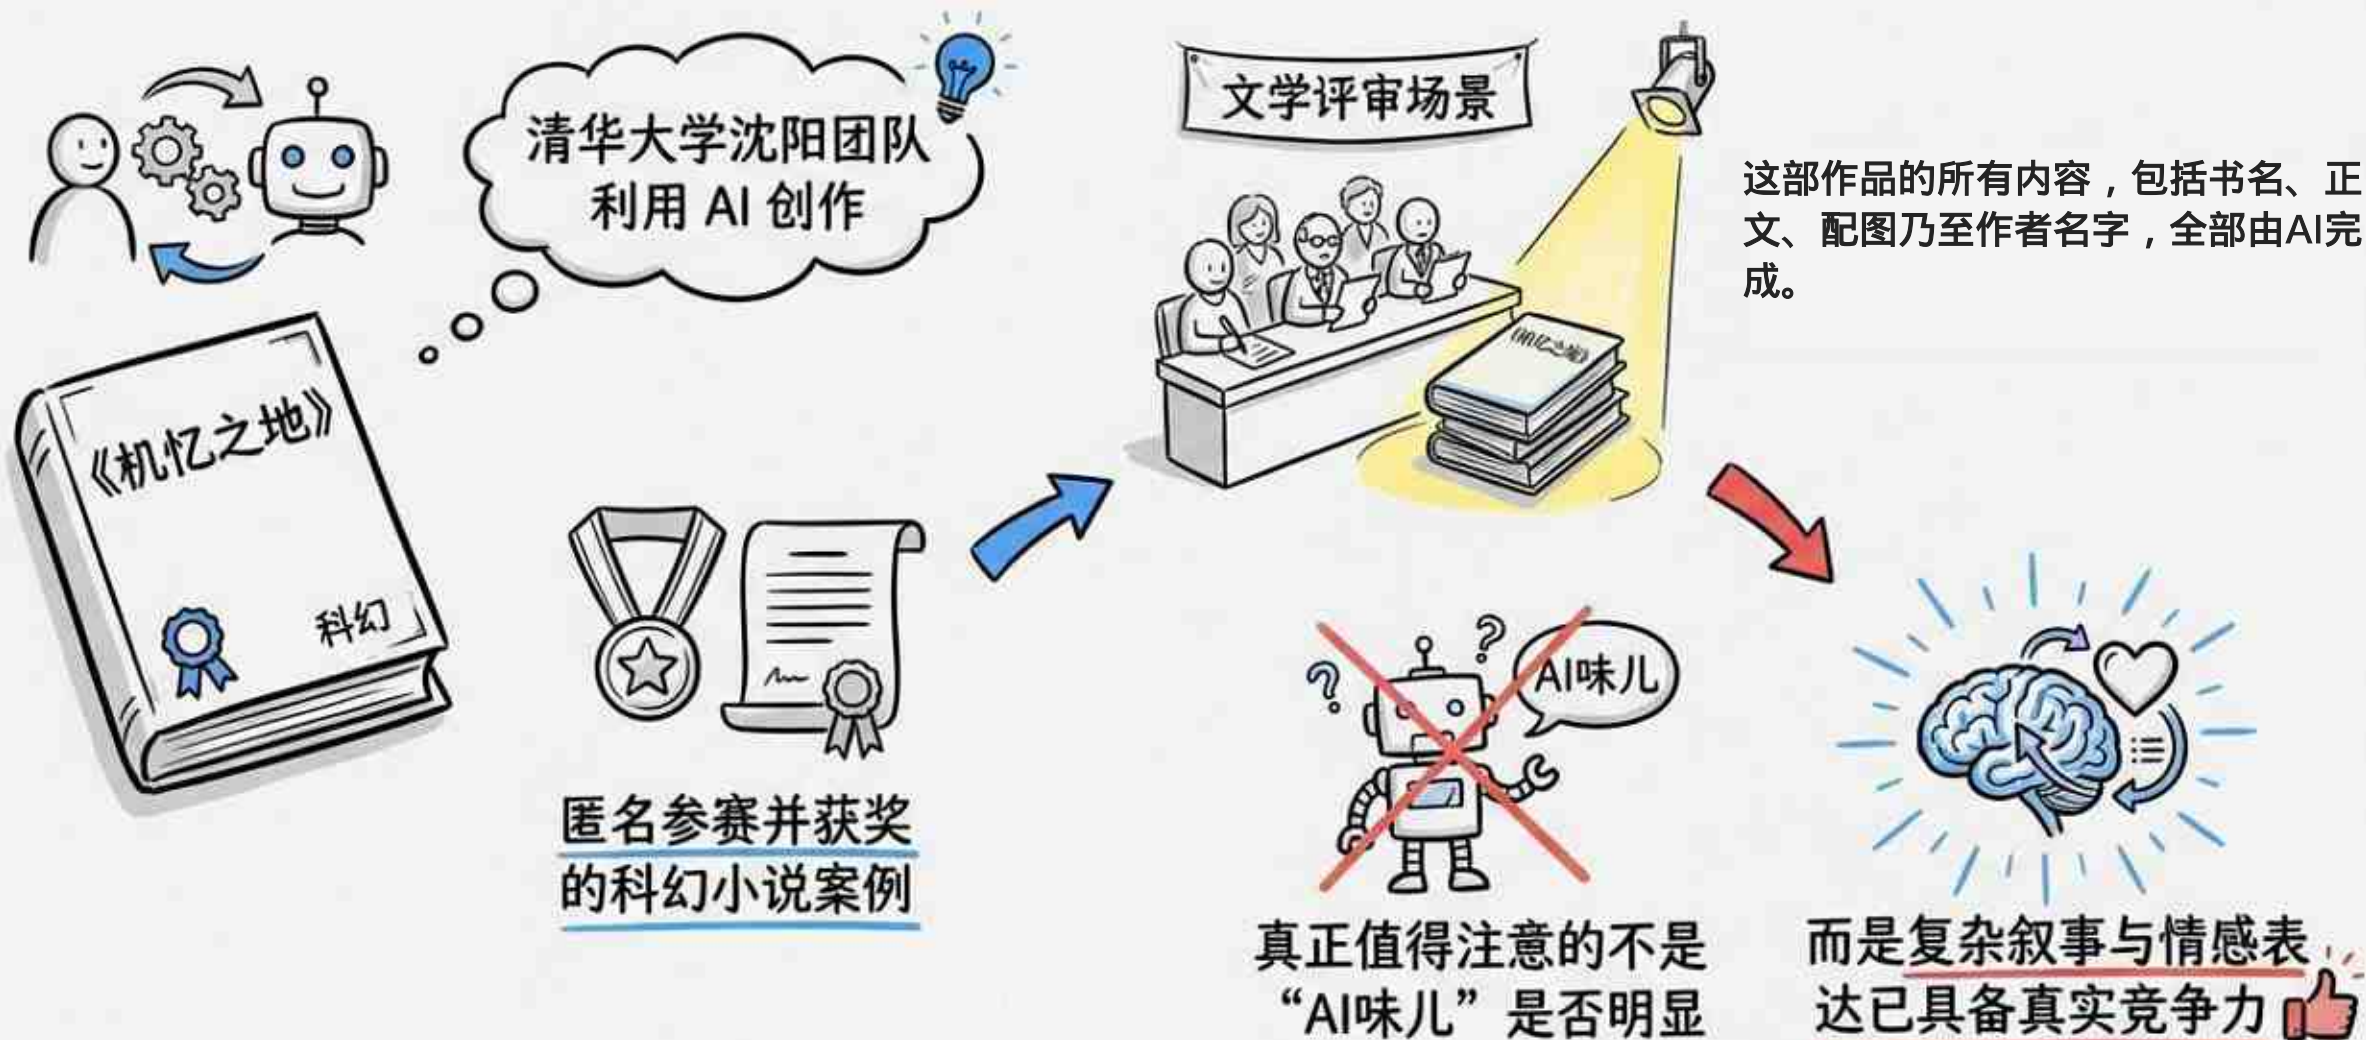 清华大学沈阳团队
利用 AI 创作
《机忆之地》
科幻
匿名参赛并获奖
的科幻小说案例
文学评审场景
《机忆之地》
这部作品的所有内容，包括书名、正
文、配图乃至作者名字，全部由AI完
成。
AI味儿
真正值得注意的不是
“AI味儿”是否明显
而是复杂叙事与情感表
达已具备真实竞争力